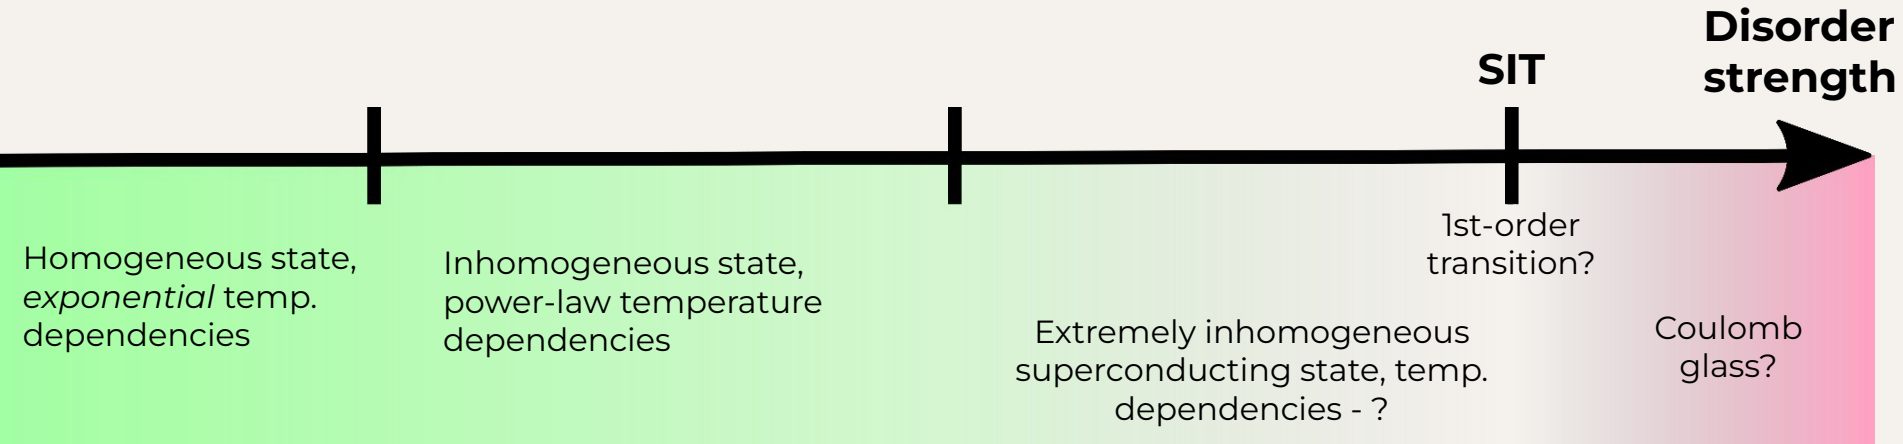 Disorder
strength
SIT
Homogeneous state,
exponential temp.
dependencies
Inhomogeneous state,
power-law temperature
dependencies
Extremely inhomogeneous
superconducting state, temp.
dependencies - ?
1st-order
transition?
Coulomb
glass?